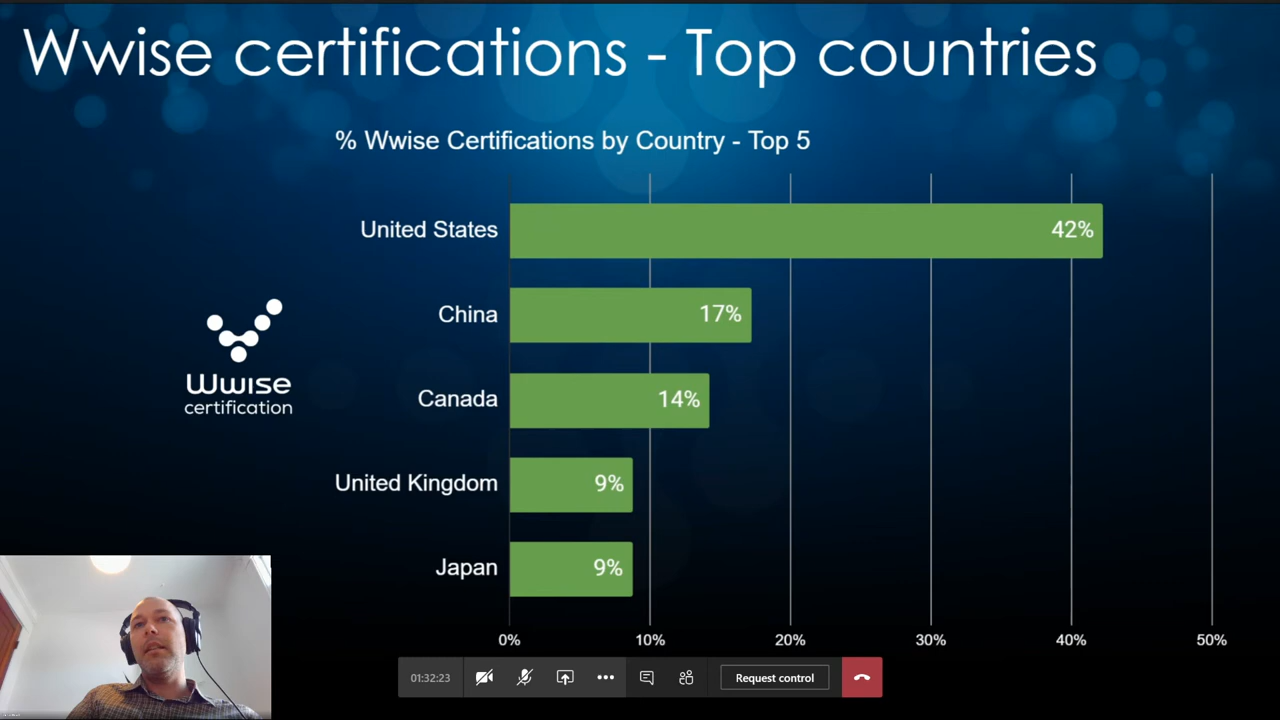 Wwise certifications - Top countries
% Wwise Certifications by Country - Top 5
United States
42%
China
17%
Canada
14%
United Kingdom
9%
Japan
9%
0%
10%
20%
30%
40%
50%
wwise
certification
01:32:23
Request control